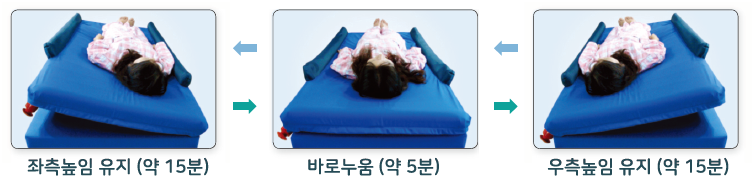 좌측높임 유지 (약 15분)
바로누움 (약 5분)
우측높임 유지 (약 15분)